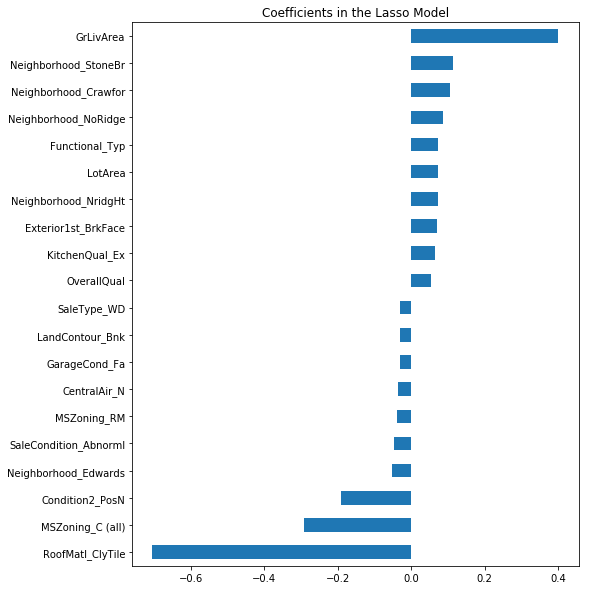 Coefficients in the Lasso Model
GrLivArea
Neighborhood_StoneBr
Neighborhood_Crawfor
Neighborhood_NoRidge
Functional_Typ
LotArea
Neighborhood_NridgHt
Exterior1st_BrkFace
KitchenQual_Ex
OverallQual
SaleType_WD
LandContour_Bnk
GarageCond_Fa
CentralAir_N
MSZoning_RM
SaleCondition_Abnorml
Neighborhood_Edwards
Condition2_PosN
MSZoning_C (all)
RoofMatl_ClyTile
−0.6 −0.4 −0.2 0.0 0.2 0.4